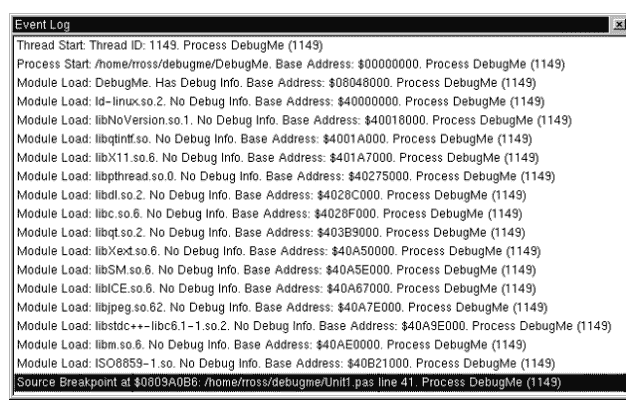 Event Log
Thread Start: Thread ID: 1149. Process DebugMe (1149)
Process Start: /home/rross/debugme/DebugMe. Base Address: $00000000. Process DebugMe (1149)
Module Load: DebugMe. Has Debug Info. Base Address: $08048000. Process DebugMe (1149)
Module Load: ld-linux.so.2. No Debug Info. Base Address: $40000000. Process DebugMe (1149)
Module Load: libNoVersion.so.1. No Debug Info. Base Address: $40018000. Process DebugMe (1149)
Module Load: libqtintf.so. No Debug Info. Base Address: $4001A000. Process DebugMe (1149)
Module Load: libX11.so.6. No Debug Info. Base Address: $401A7000. Process DebugMe (1149)
Module Load: libpthread.so.0. No Debug Info. Base Address: $40275000. Process DebugMe (1149)
Module Load: libdl.so.2. No Debug Info. Base Address: $4028C000. Process DebugMe (1149)
Module Load: libc.so.6. No Debug Info. Base Address: $4028F000. Process DebugMe (1149)
Module Load: libqt.so.2. No Debug Info. Base Address: $403B9000. Process DebugMe (1149)
Module Load: libXext.so.6. No Debug Info. Base Address: $40A50000. Process DebugMe (1149)
Module Load: libSM.so.6. No Debug Info. Base Address: $40A5E000. Process DebugMe (1149)
Module Load: libICE.so.6. No Debug Info. Base Address: $40A67000. Process DebugMe (1149)
Module Load: libjpeg.so.62. No Debug Info. Base Address: $40A7E000. Process DebugMe (1149)
Module Load: libstdc++-libc6.1-1.so.2. No Debug Info. Base Address: $40A9E000. Process DebugMe (1149)
Module Load: libm.so.6. No Debug Info. Base Address: $40AE0000. Process DebugMe (1149)
Module Load: ISO8859-1.so. No Debug Info. Base Address: $40B21000. Process DebugMe (1149)
Source Breakpoint at $0809A0B6: /home/rross/debugme/Unit1.pas line 41. Process DebugMe (1149)